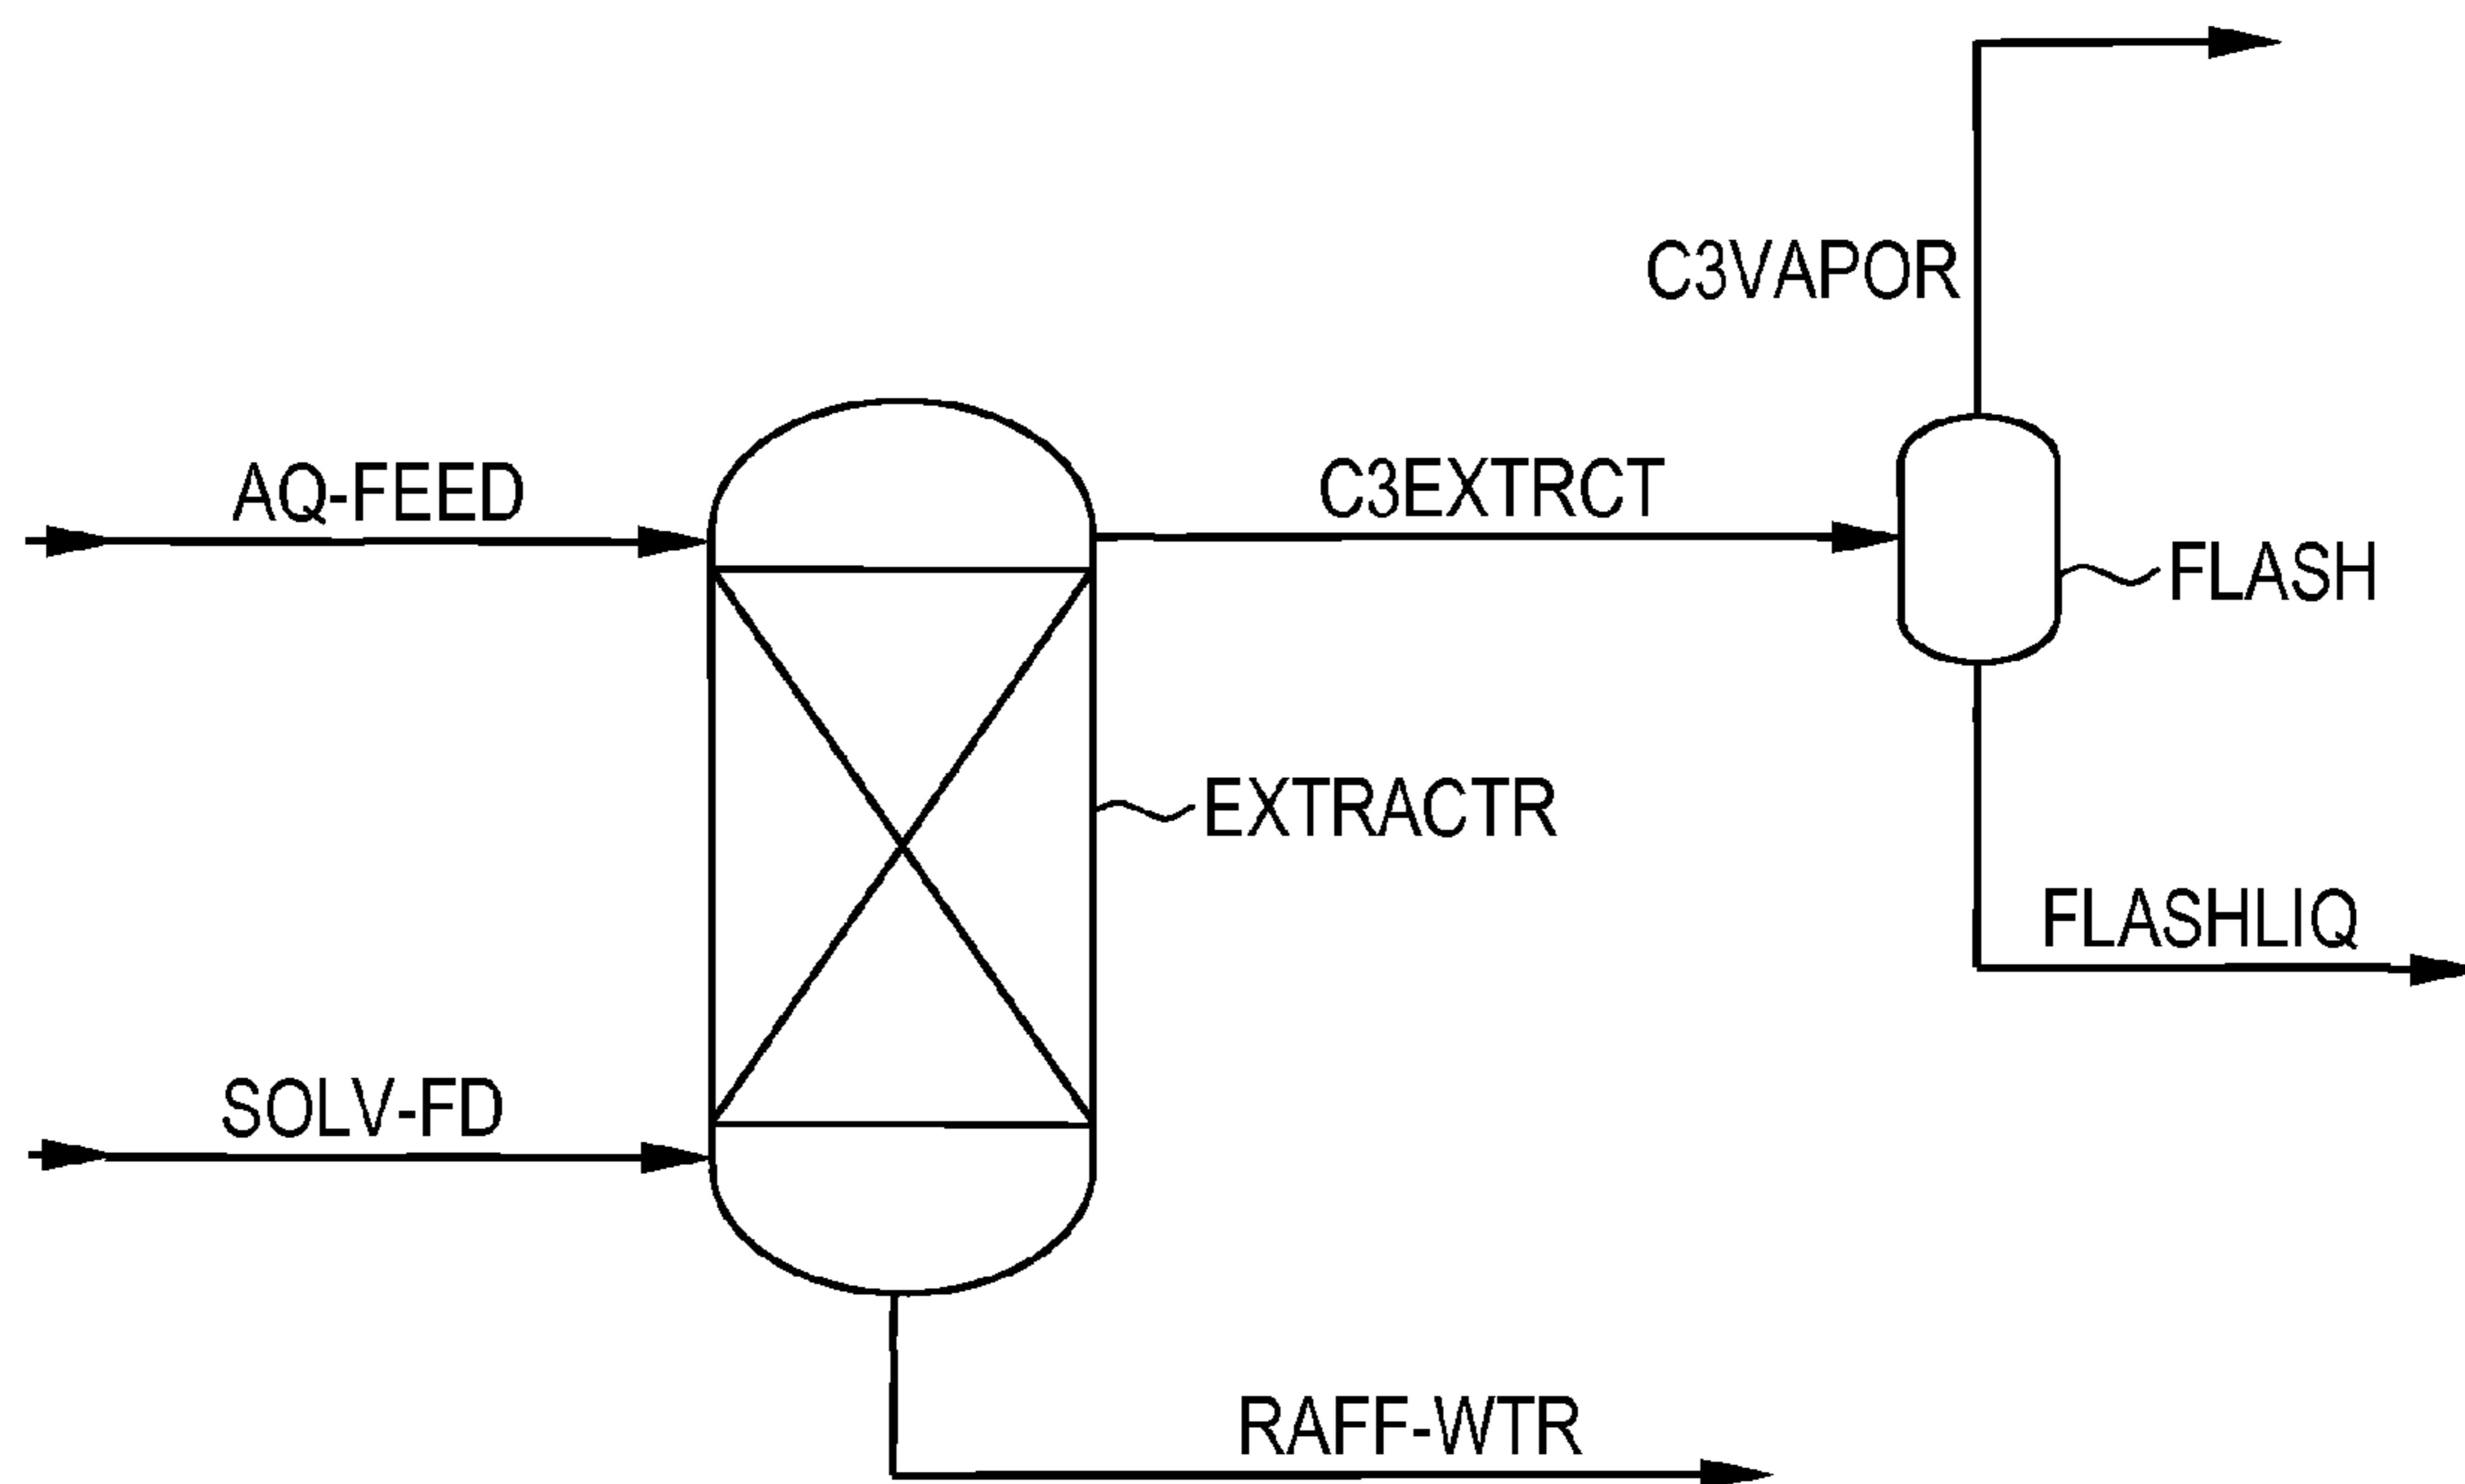 C3VAPOR
AQ-FEED
C3EXTRCT
FLASH
EXTRACTR
FLASHLIQ
SOLV-FD
RAFF-WTR